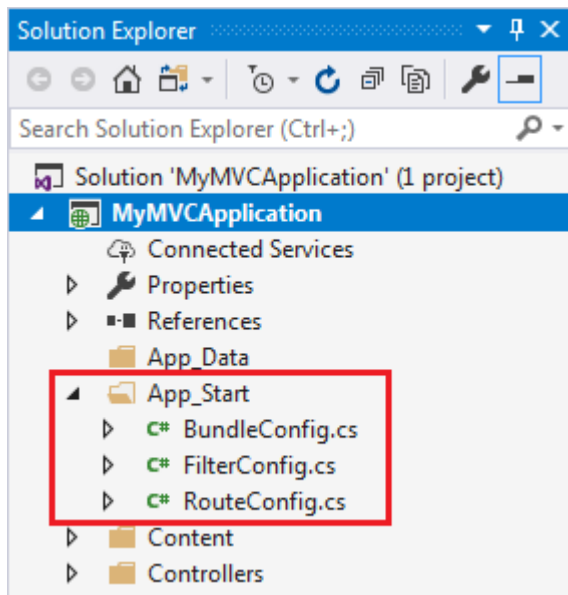 Solution Explorer
Search Solution Explorer (Ctrl+;)
Solution 'MyMVCApplication' (1 project)
MyMVCApplication
Connected Services
Properties
References
App_Data
App_Start
C# BundleConfig.cs
C# FilterConfig.cs
C# RouteConfig.cs
Content
Controllers